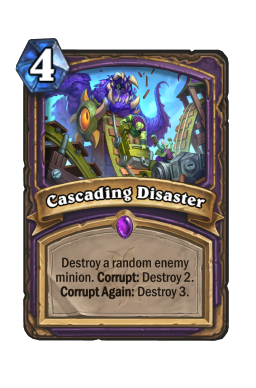 4
Cascading Disaster
Destroy a random enemy
minion. Corrupt: Destroy 2.
Corrupt Again: Destroy 3.